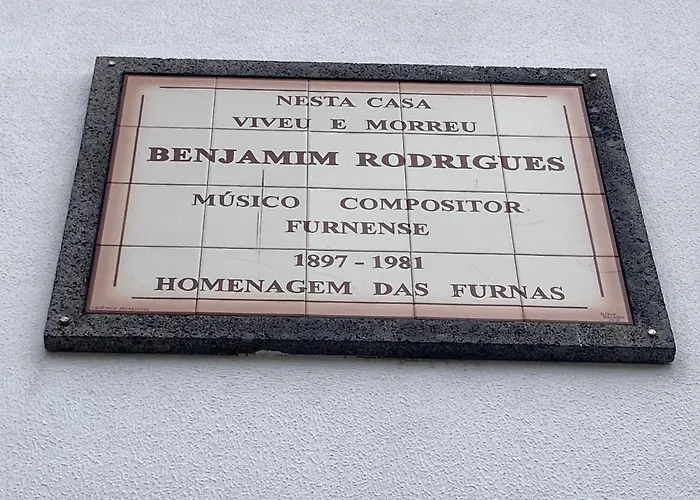 NESTA CASA
VIVEU E MORREU
BENJAMIM RODRIGUES
MÚSICO COMPOSITOR
FURNENSE
1897 - 1981
HOMENAGEM DAS FURNAS